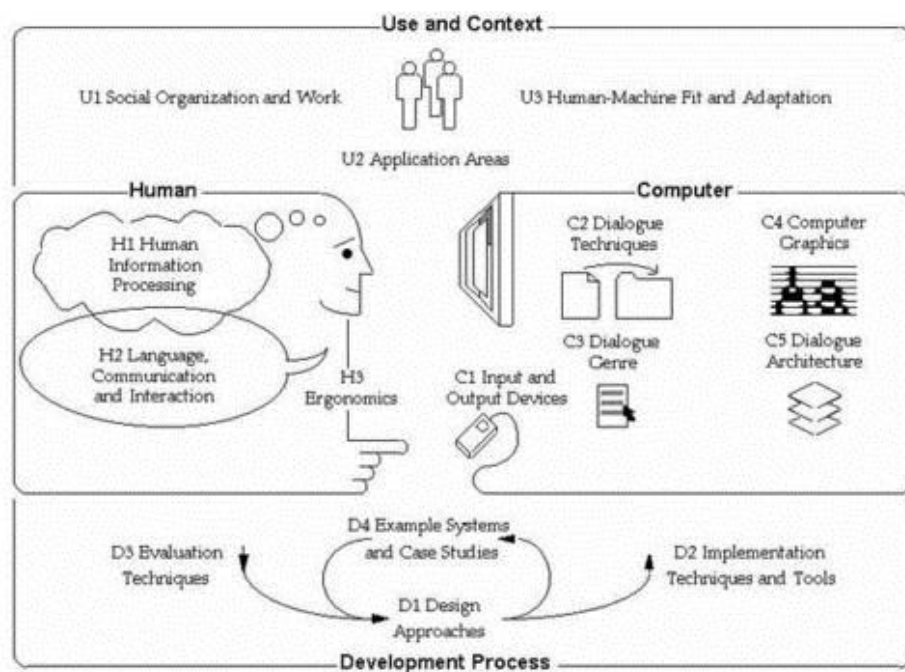 Use and Context
U1 Social Organization and Work
U3 Human-Machine Fit and Adaptation
U2 Application Areas
Human
H1 Human
Information
Processing
H2 Language,
Communication
and Interaction
H3
Ergonomics
Computer
C2 Dialogue
Techniques
C4 Computer
Graphics
C3 Dialogue
Genre
C5 Dialogue
Architecture
C1 Input and
Output Devices
D4 Example Systems
and Case Studies
D3 Evaluation
Techniques
D2 Implementation
Techniques and Tools
D1 Design
Approaches
Development Process